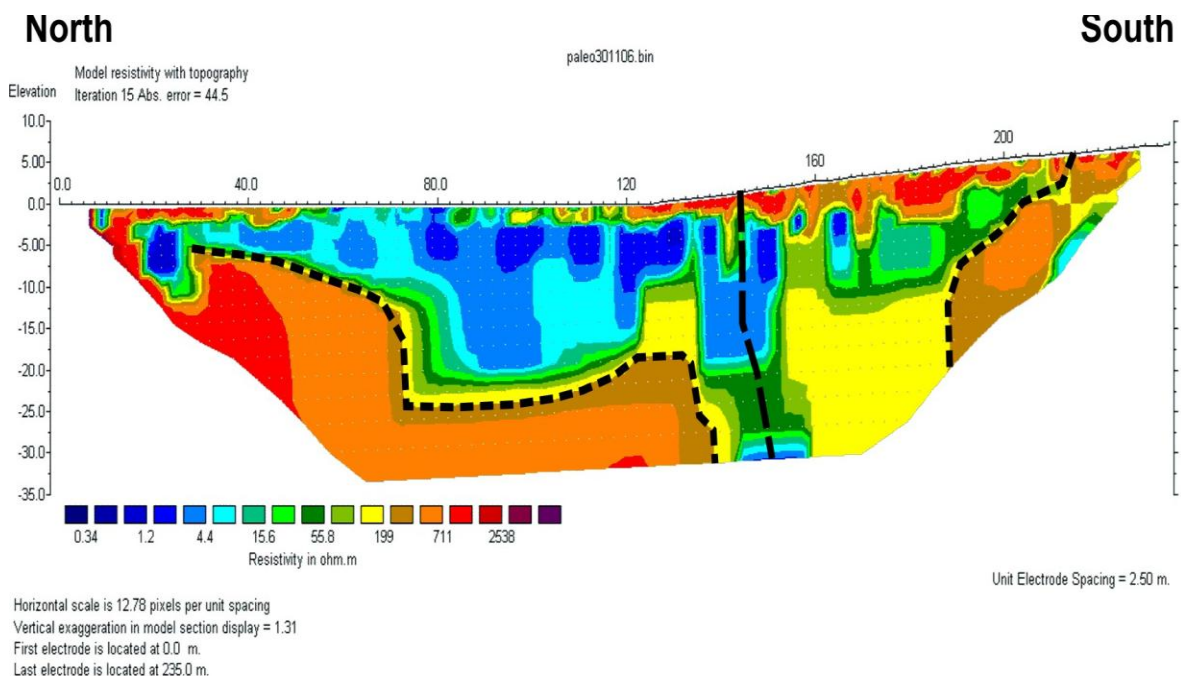 North
South
paleo301106.bin
Model resistivity with topography
Elevation
Iteration 15 Abs. error = 44.5
10.0
5.00
0.0
-5.00
-10.0
-15.0
-20.0
-25.0
-30.0
-35.0
0.0 40.0 80.0 120 160 200
0.34 1.2 4.4 15.6 55.8 199 711 2538
Resistivity in ohm.m
Unit Electrode Spacing = 2.50 m.
Horizontal scale is 12.78 pixels per unit spacing
Vertical exaggeration in model section display = 1.31
First electrode is located at 0.0 m.
Last electrode is located at 235.0 m.